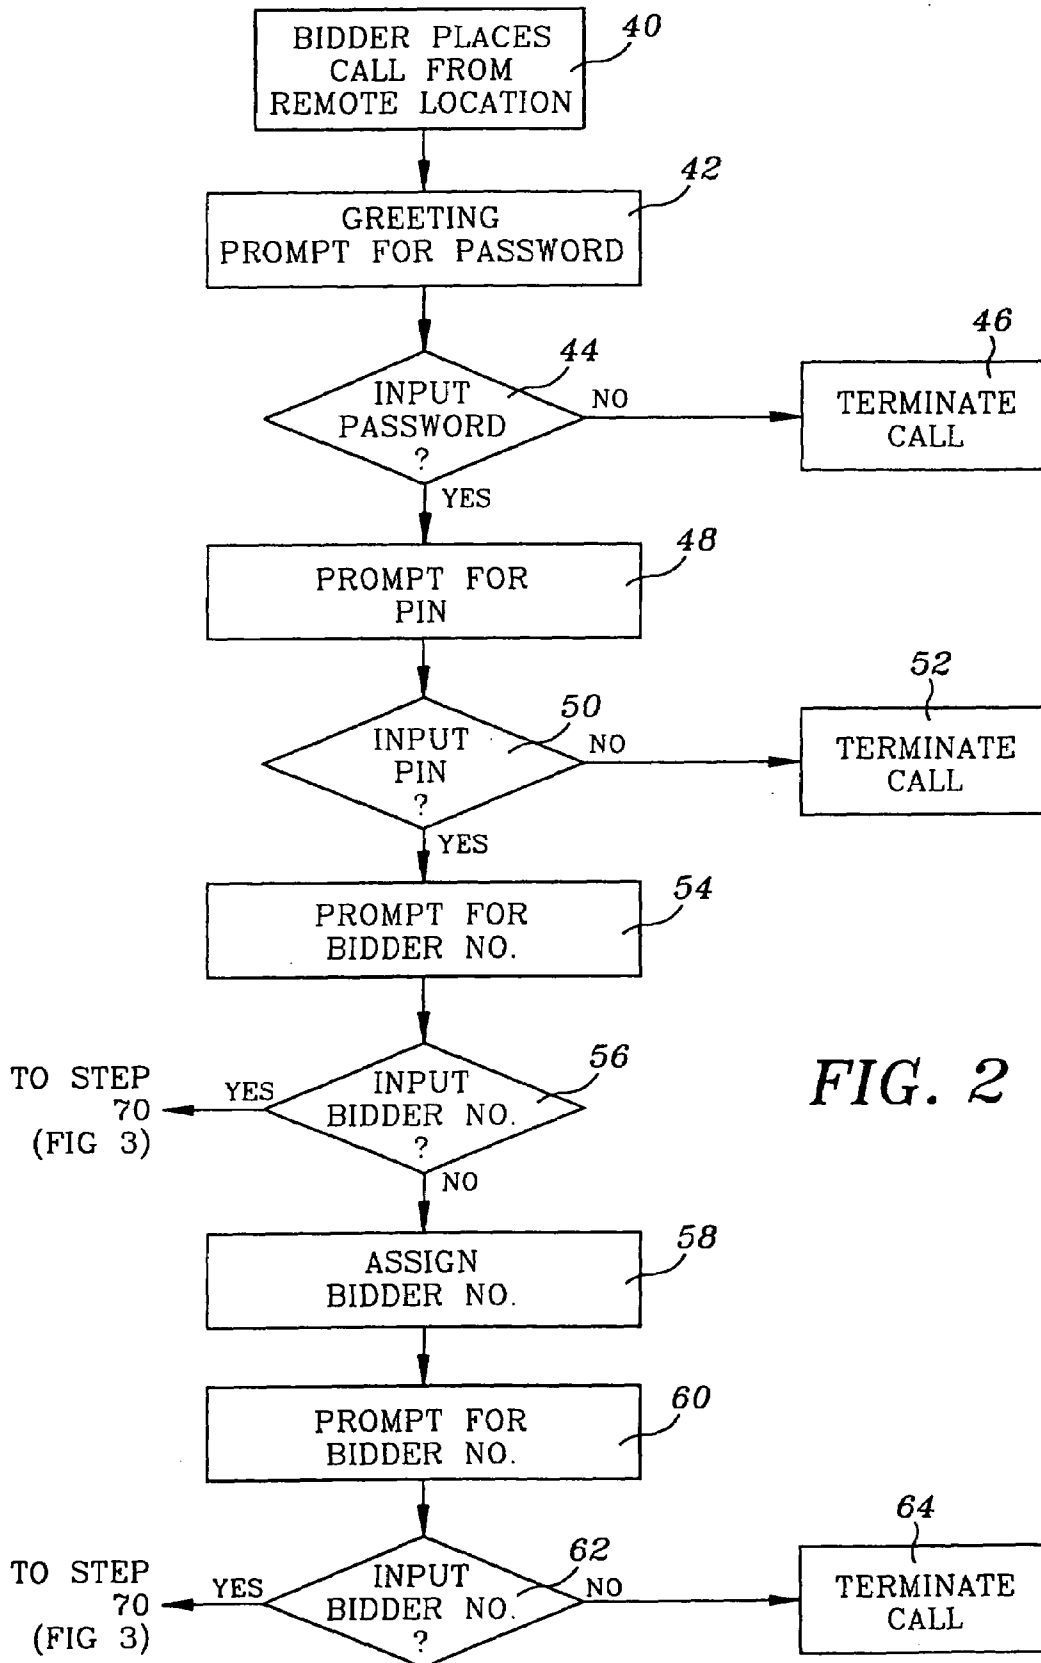 BIDDER PLACES
CALL FROM
REMOTE LOCATION
40
42
GREETING
PROMPT FOR PASSWORD
44
INPUT
PASSWORD
?
NO
46
TERMINATE
CALL
YES
48
PROMPT FOR
PIN
50
INPUT
PIN
?
NO
52
TERMINATE
CALL
YES
54
PROMPT FOR
BIDDER NO.
56
INPUT
BIDDER NO.
?
YES
TO STEP
70
(FIG 3)
FIG. 2
NO
58
ASSIGN
BIDDER NO.
60
PROMPT FOR
BIDDER NO.
62
INPUT
BIDDER NO.
?
YES
TO STEP
70
(FIG 3)
NO
64
TERMINATE
CALL